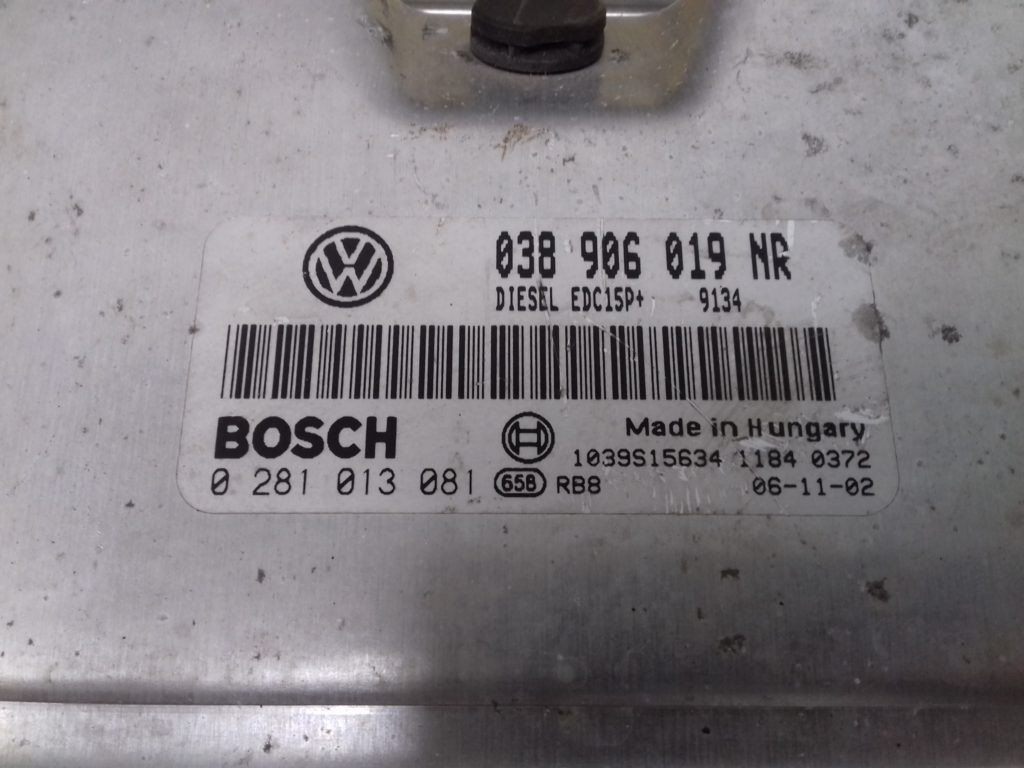 038 906 019 NR
DIESEL EDC15P+ 9134
BOSCH
Made in Hungary
1039S15634 1184 0372
0 281 013 081 658 RB8 06-11-02